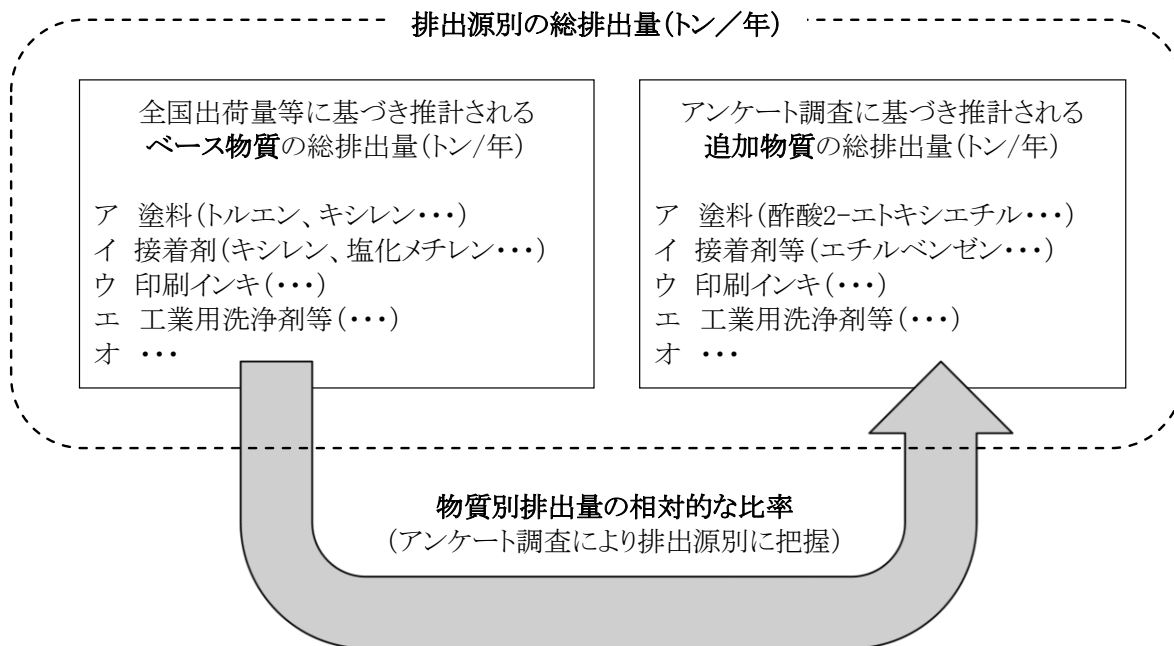 排出源別の総排出量(トン/年)
全国出荷量等に基づき推計される
ベース物質の総排出量(トン/年)
ア 塗料(トルエン、キシレン・・・)
イ 接着剤(キシレン、塩化メチレン・・・)
ウ 印刷インキ(・・・)
エ 工業用洗浄剤等(・・・)
オ ・・・
アンケート調査に基づき推計される
追加物質の総排出量(トン/年)
ア 塗料(酢酸2-エトキシエチル・・・)
イ 接着剤等(エチルベンゼン・・・)
ウ 印刷インキ(・・・)
エ 工業用洗浄剤等(・・・)
オ ・・・
物質別排出量の相対的な比率
(アンケート調査により排出源別に把握)